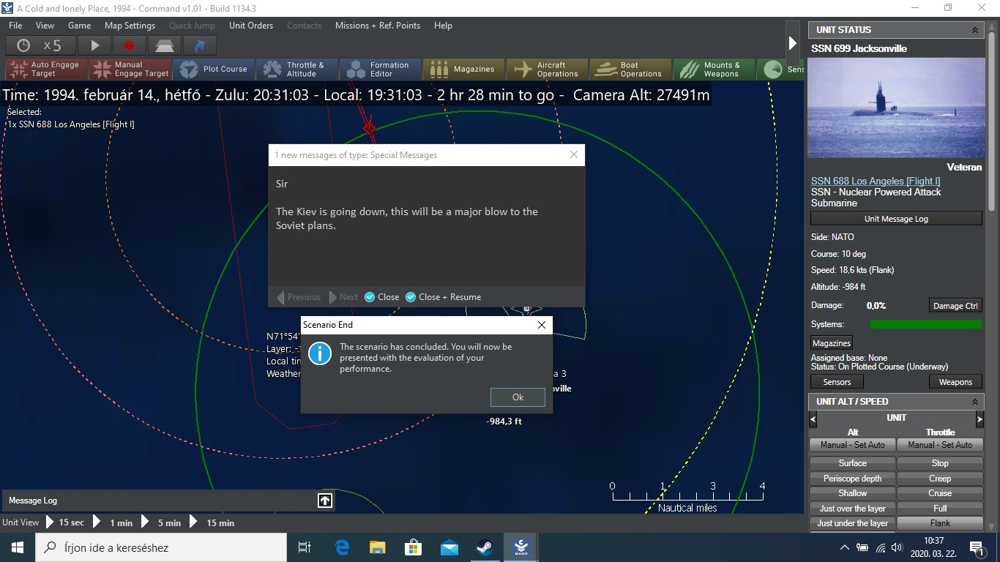 A Cold and lonely Place, 1994 - Command v1.01 - Build 1134.3
File View Game Map Settings Quick Jump Unit Orders Contacts Missions + Ref. Points Help
x 5
Auto Engage Target
Manual Engage Target
Plot Course
Throttle & Altitude
Formation Editor
Magazines
Aircraft Operations
Boat Operations
Mounts & Weapons
Sens
Time: 1994. február 14., hétfő - Zulu: 20:31:03 - Local: 19:31:03 - 2 hr 28 min to go - Camera Alt: 27491m
Selected:
1x SSN 688 Los Angeles [Flight I]
1 new messages of type: Special Messages
Sir
The Kiev is going down, this will be a major blow to the
Soviet plans.
Previous Next Close Close + Resume
Scenario End
The scenario has concluded. You will now be
presented with the evaluation of your
performance.
Ok
N71°54'
Layer: -
Local tin
Weather
a 3
ville
-984,3 ft
0 1 3 4
Nautical miles
Message Log
Unit View 15 sec 1 min 5 min 15 min
UNIT STATUS
SSN 699 Jacksonville
Veteran
SSN 688 Los Angeles [Flight I]
SSN - Nuclear Powered Attack
Submarine
Unit Message Log
Side: NATO
Course: 10 deg
Speed: 18,6 kts (Flank)
Altitude: -984 ft
Damage: 0,0% Damage Ctrl
Systems:
Magazines
Assigned base: None
Status: On Plotted Course (Underway)
Sensors Weapons
UNIT ALT / SPEED
UNIT
Alt Throttle
Manual - Set Auto Manual - Set Auto
Surface Stop
Periscope depth Creep
Shallow Cruise
Just over the layer Full
Just under the layer Flank
Írjon ide a kereséshez
10:37
2020. 03. 22.
1